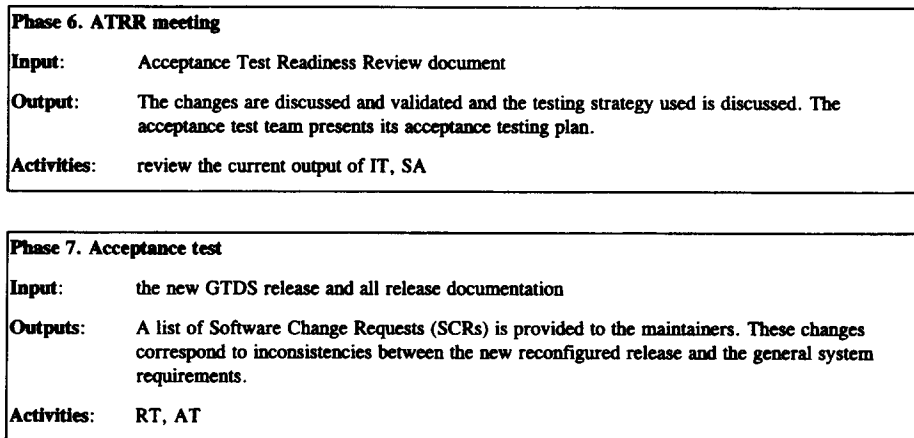 Phase 6. ATRR meeting
Input: Acceptance Test Readiness Review document
Output: The changes are discussed and validated and the testing strategy used is discussed. The
acceptance test team presents its acceptance testing plan.
Activities: review the current output of IT, SA
Phase 7. Acceptance test
Input: the new GTDS release and all release documentation
Outputs: A list of Software Change Requests (SCRs) is provided to the maintainers. These changes
correspond to inconsistencies between the new reconfigured release and the general system
requirements.
Activities: RT, AT